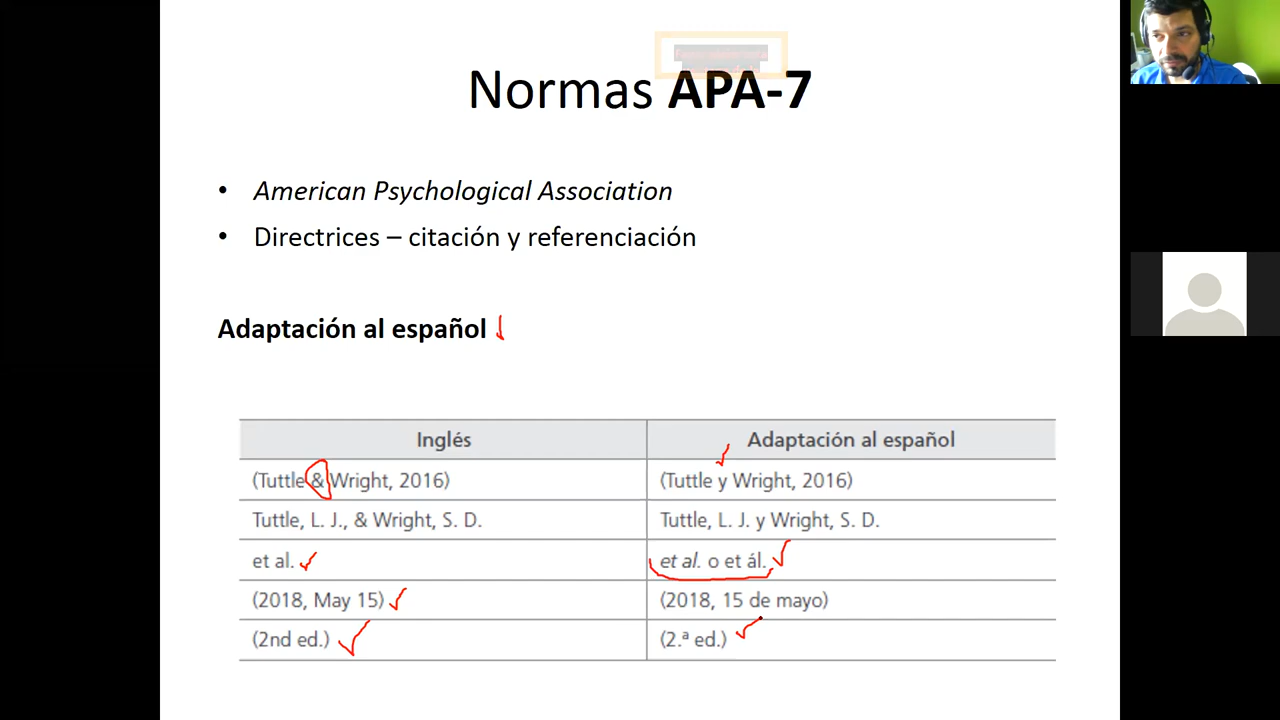 Normas APA-7
• American Psychological Association
• Directrices – citación y referenciación
Adaptación al español
Inglés Adaptación al español
(Tuttle & Wright, 2016) (Tuttle y Wright, 2016)
Tuttle, L. J., & Wright, S. D. Tuttle, L. J. y Wright, S. D.
et al. et al. o et ál.
(2018, May 15) (2018, 15 de mayo)
(2nd ed.) (2.ª ed.)